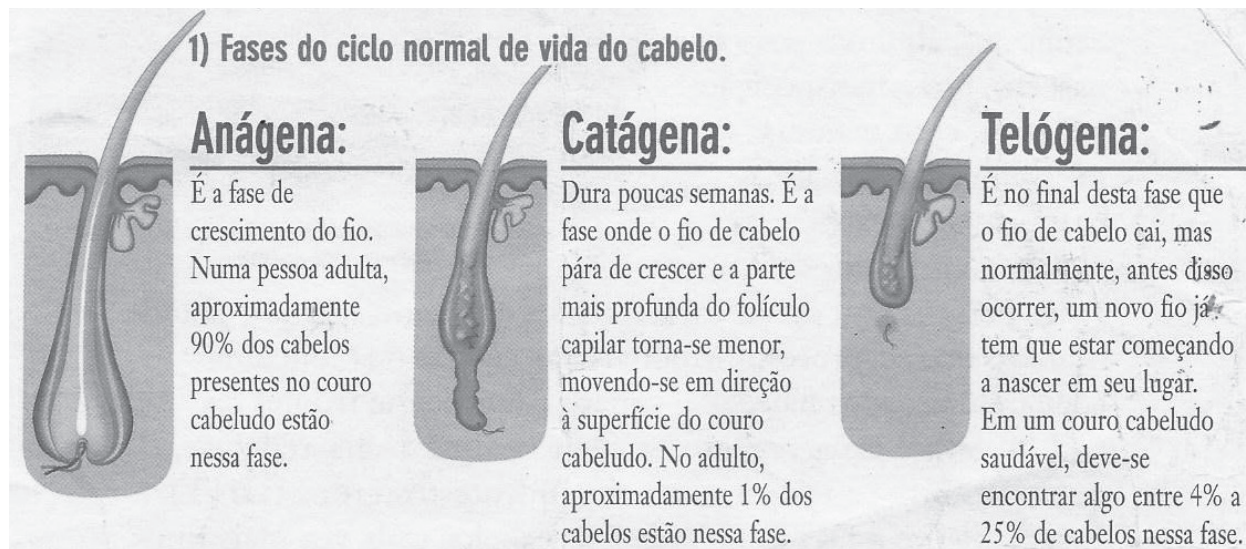 1) Fases do ciclo normal de vida do cabelo.
Anágena:
É a fase de
crescimento do fio.
Numa pessoa adulta,
aproximadamente
90% dos cabelos
presentes no couro
cabeludo estão
nessa fase.
Catágena:
Dura poucas semanas. É a
fase onde o fio de cabelo
pára de crescer e a parte
mais profunda do folículo
capilar torna-se menor,
movendo-se em direção
à superfície do couro
cabeludo. No adulto,
aproximadamente 1% dos
cabelos estão nessa fase.
Telógena:
É no final desta fase que
o fio de cabelo cai, mas
normalmente, antes disso
ocorrer, um novo fio já
tem que estar começando
a nascer em seu lugar.
Em um couro cabeludo
saudável, deve-se
encontrar algo entre 4% a
25% de cabelos nessa fase.